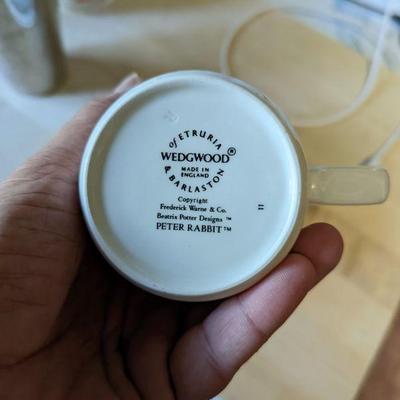 of ETRURIA
WEDGWOOD®
MADE IN
ENGLAND
& BARLASTON
Copyright
Frederick Warne & Co.
Beatrix Potter Designs ™
PETER RABBIT™
11